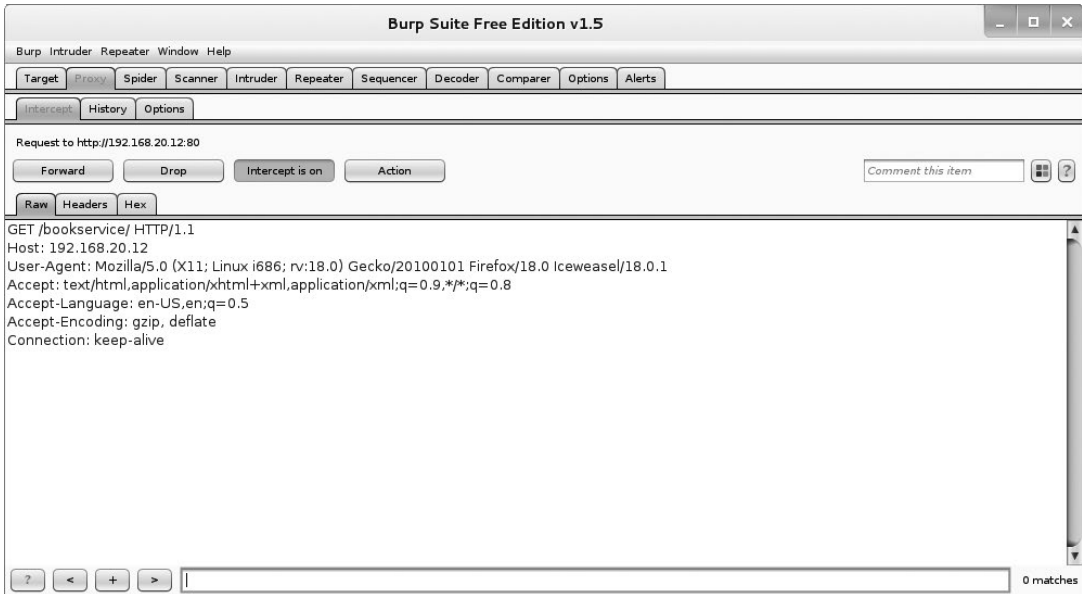 Burp Suite Free Edition v1.5
Burp Intruder Repeater Window Help
Target Proxy Spider Scanner Intruder Repeater Sequencer Decoder Comparer Options Alerts
Intercept History Options
Request to http://192.168.20.12:80
Forward Drop Intercept is on Action Comment this item ?
Raw Headers Hex
GET /bookservice/ HTTP/1.1
Host: 192.168.20.12
User-Agent: Mozilla/5.0 (X11; Linux i686; rv:18.0) Gecko/20100101 Firefox/18.0 Iceweasel/18.0.1
Accept: text/html,application/xhtml+xml,application/xml;q=0.9,*/*;q=0.8
Accept-Language: en-US,en;q=0.5
Accept-Encoding: gzip, deflate
Connection: keep-alive
? < + > 0 matches